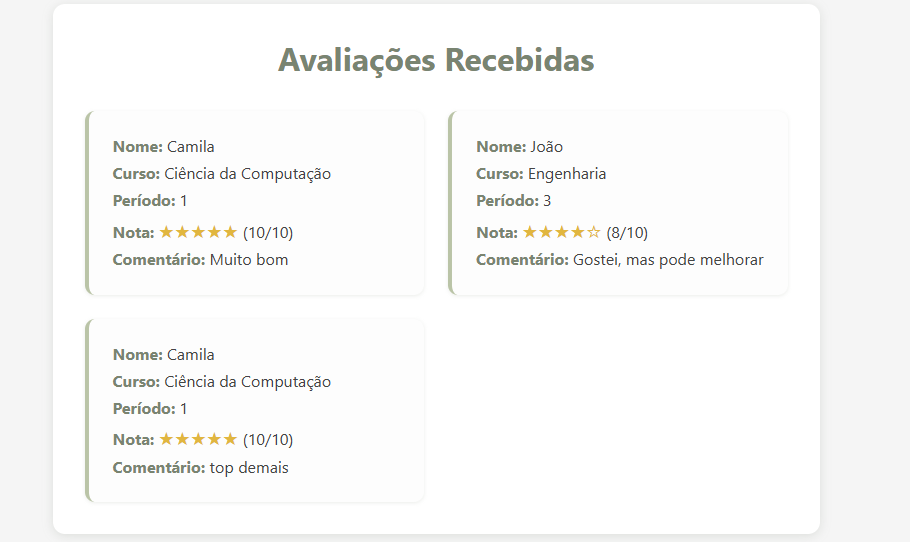 Avaliações Recebidas
Nome: Camila
Curso: Ciência da Computação
Período: 1
Nota: ★★★★★ (10/10)
Comentário: Muito bom
Nome: João
Curso: Engenharia
Período: 3
Nota: ★★★★☆ (8/10)
Comentário: Gostei, mas pode melhorar
Nome: Camila
Curso: Ciência da Computação
Período: 1
Nota: ★★★★★ (10/10)
Comentário: top demais